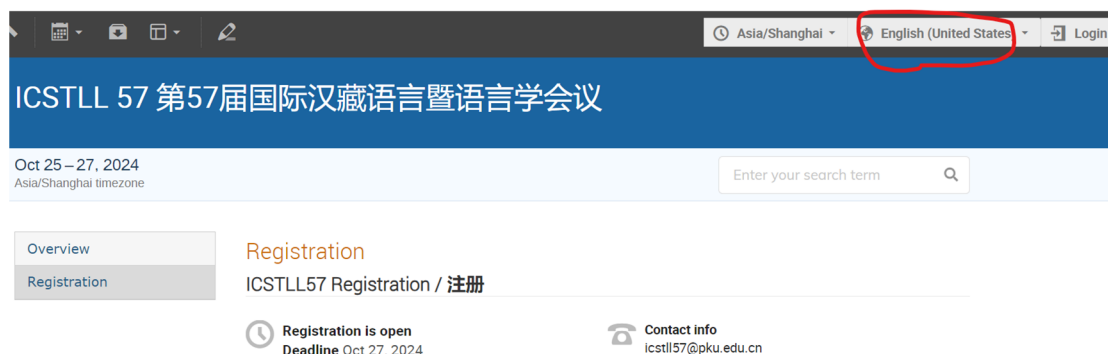 Asia/Shanghai
English (United States)
Login
ICSTLL 57 第57届国际汉藏语言暨语言学会议
Oct 25 – 27, 2024
Asia/Shanghai timezone
Enter your search term
Overview
Registration
Registration
ICSTLL57 Registration / 注册
Registration is open
Deadline Oct 27, 2024
Contact info
icstll57@pku.edu.cn